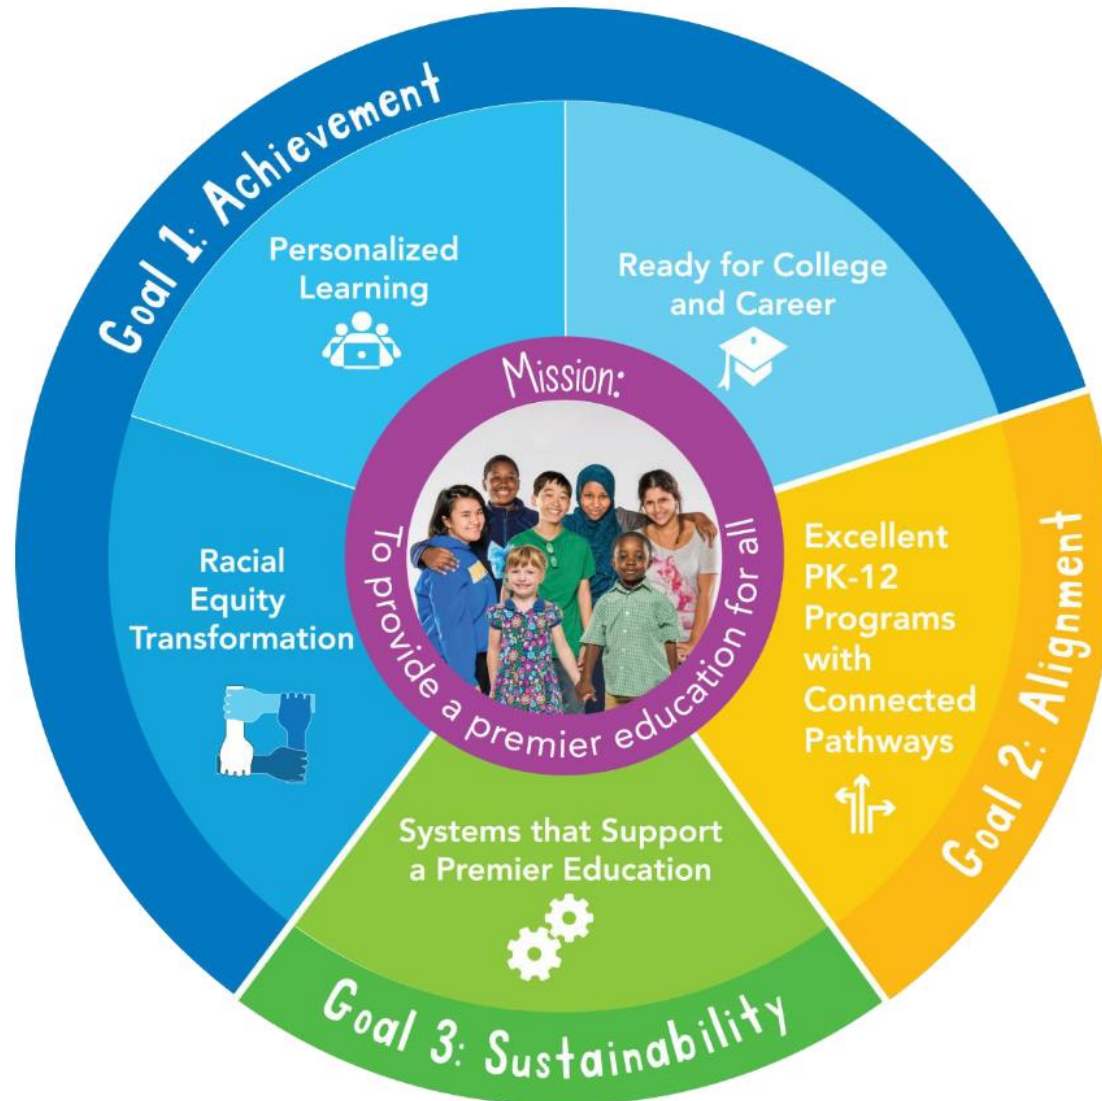 Goal 1: Achievement
Personalized
Learning
Ready for College
and Career
Mission:
To provide a premier education for all
Racial
Equity
Transformation
Excellent
PK-12
Programs
with
Connected
Pathways
Goal 2: Alignment
Systems that Support
a Premier Education
Goal 3: Sustainability